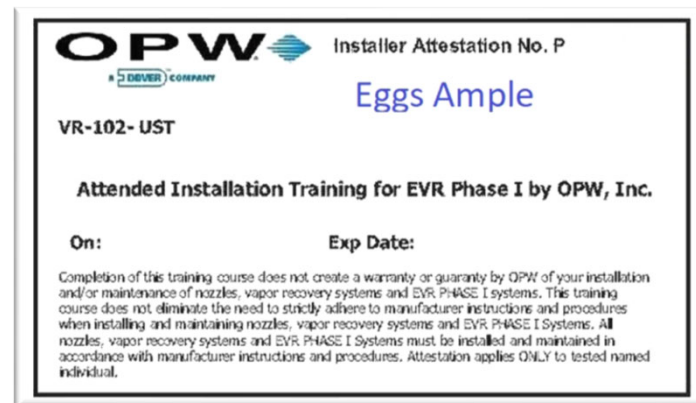 OPW Installer Attestation No. P
A DOVER COMPANY
Eggs Ample
VR-102- UST
Attended Installation Training for EVR Phase I by OPW, Inc.
On: Exp Date:
Completion of this training course does not create a warranty or guaranty by OPW of your installation
and/or maintenance of nozzles, vapor recovery systems and EVR PHASE I systems. This training
course does not eliminate the need to strictly adhere to manufacturer instructions and procedures
when installing and maintaining nozzles, vapor recovery systems and EVR PHASE I Systems. All
nozzles, vapor recovery systems and EVR PHASE I Systems must be installed and maintained in
accordance with manufacturer instructions and procedures. Attestation applies ONLY to tested named
individual.